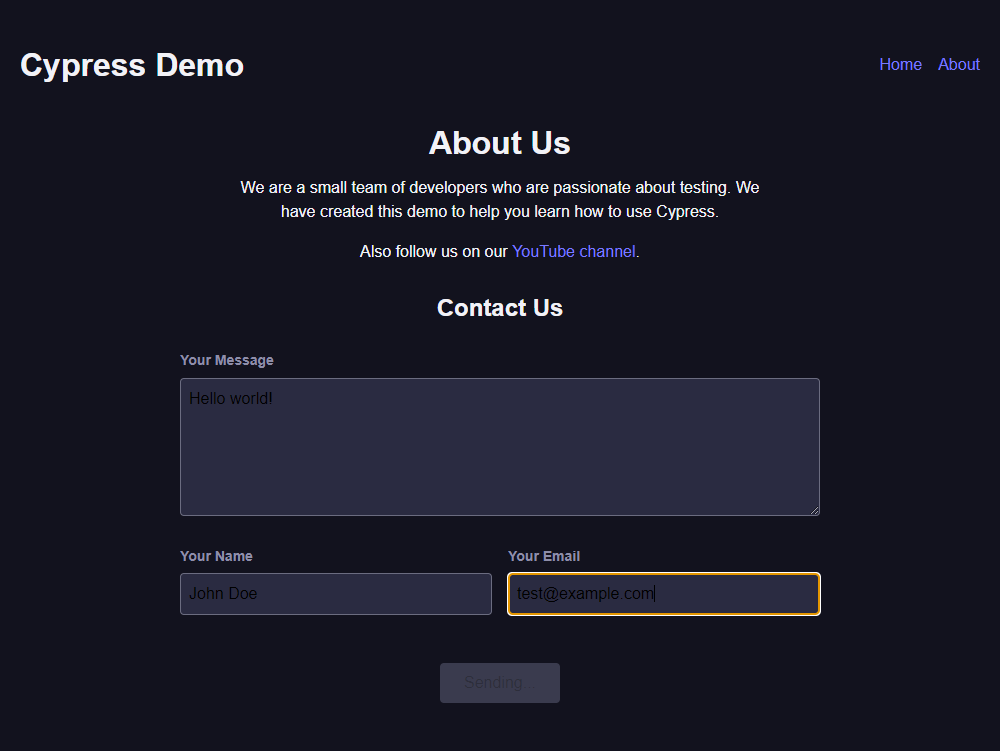 Cypress Demo
Home About
About Us
We are a small team of developers who are passionate about testing. We
have created this demo to help you learn how to use Cypress.
Also follow us on our YouTube channel.
Contact Us
Your Message
Hello world!
Your Name
Your Email
John Doe
test@example.com
Sending...